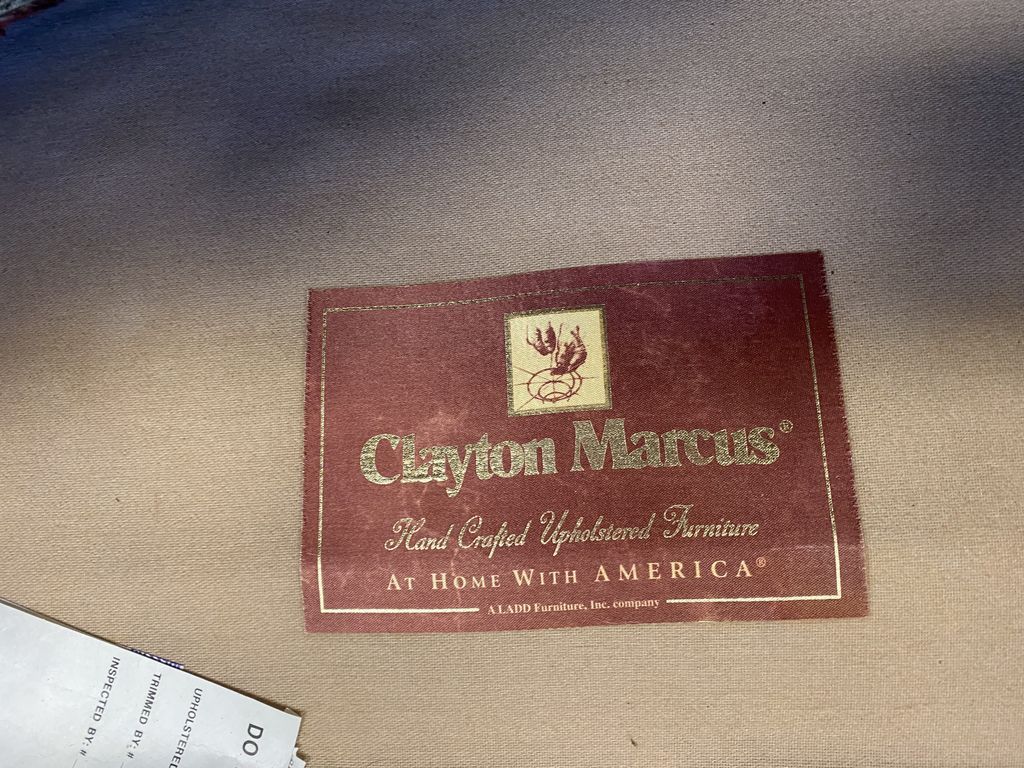 Clayton Marcus®
Hand Crafted Upholstered Furniture
AT HOME WITH AMERICA®
A LADD Furniture, Inc. company
DO
UPHOLSTERED
TRIMMED BY: #
INSPECTED BY: #